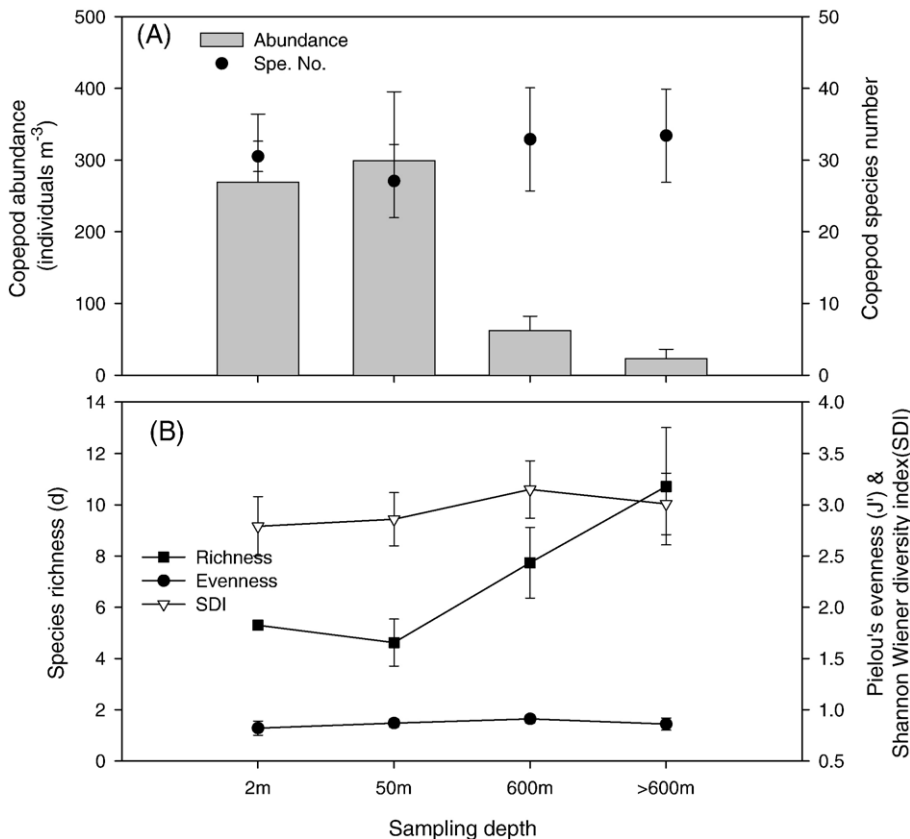 (A)
Abundance
Spe. No.
Copepod abundance
(individuals m⁻³)
500
400
300
200
100
0
50
40
30
20
10
0
Copepod species number
(B)
Richness
Evenness
SDI
Species richness (d)
14
12
10
8
6
4
2
0
4.0
3.5
3.0
2.5
2.0
1.5
1.0
0.5
Pielou's evenness (J') &
Shannon Wiener diversity index(SDI)
2m 50m 600m >600m
Sampling depth